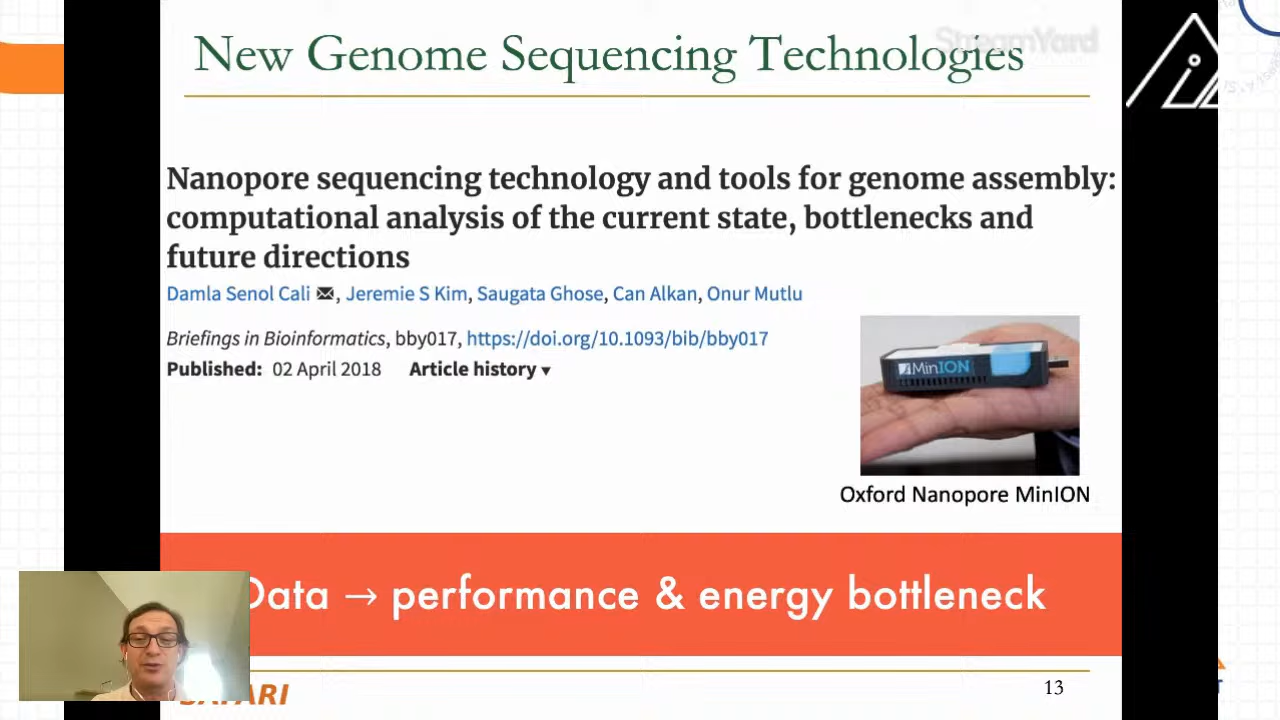 New Genome Sequencing Technologies
StreamYard
Nanopore sequencing technology and tools for genome assembly:
computational analysis of the current state, bottlenecks and
future directions
Damla Senol Cali ✉, Jeremie S Kim, Saugata Ghose, Can Alkan, Onur Mutlu
Briefings in Bioinformatics, bby017, https://doi.org/10.1093/bib/bby017
Published: 02 April 2018 Article history ▾
MinION
Oxford Nanopore MinION
Data → performance & energy bottleneck
SAFARI
13